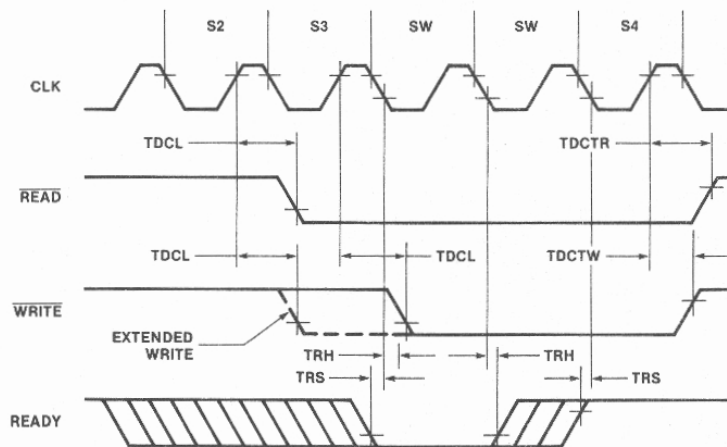 S2 S3 SW SW S4
CLK
TDCL TDCTR
READ
TDCL TDCL TDCTW
WRITE
EXTENDED
WRITE
TRH TRH
TRS TRS
READY